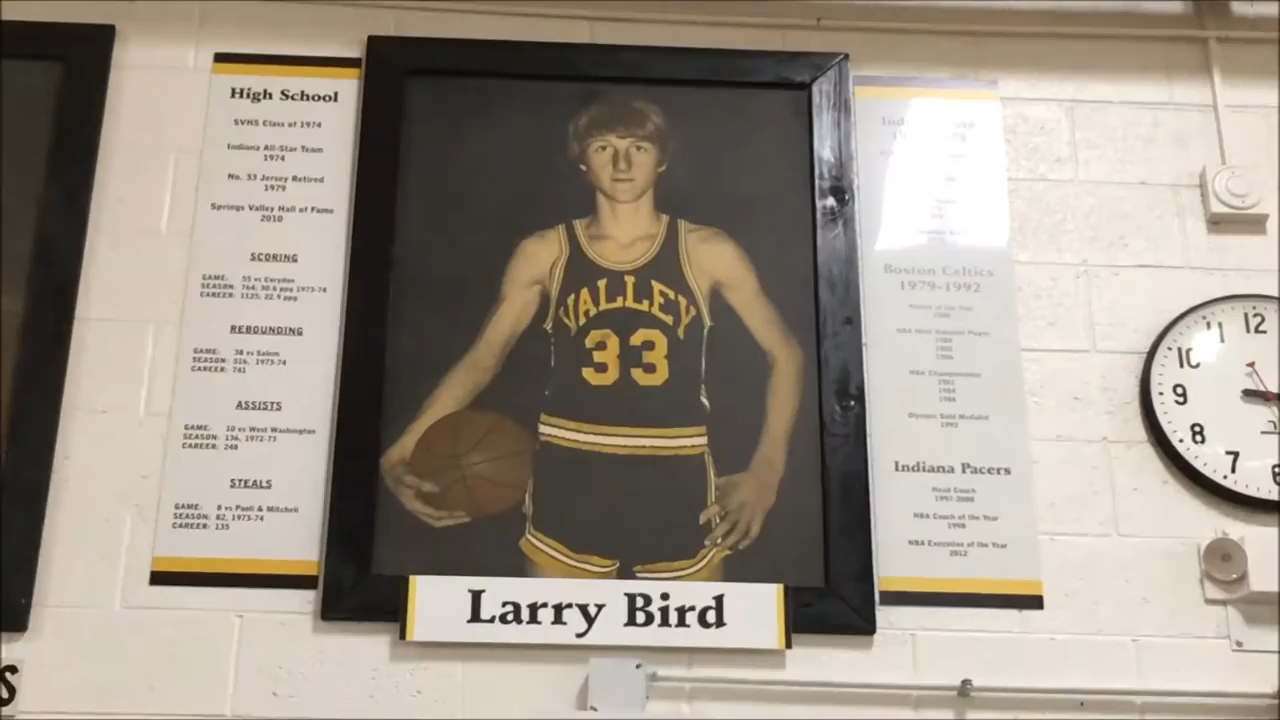 High School
SVHS Class of 1974
Indiana All-Star Team
1974
No. 33 Jersey Retired
1979
Springs Valley Hall of Fame
2010
SCORING
GAME: 55 vs Corydon
SEASON: 764; 30.6 ppg 1973-74
CAREER: 1125; 22.9 ppg
REBOUNDING
GAME: 38 vs Salem
SEASON: 516, 1973-74
CAREER: 741
ASSISTS
GAME: 10 vs West Washington
SEASON: 136, 1972-73
CAREER: 248
STEALS
GAME: 8 vs Paoli & Mitchell
SEASON: 82, 1973-74
CAREER: 135
VALLEY
33
Larry Bird
Boston Celtics
1979-1992
NBA Most Valuable Player
1984
1986
NBA Championships
1981
1984
1986
Olympic Gold Medalist
1992
Indiana Pacers
Head Coach
1997-2000
NBA Coach of the Year
1998
NBA Executive of the Year
2012
11 12
10
9
8
7 6
S